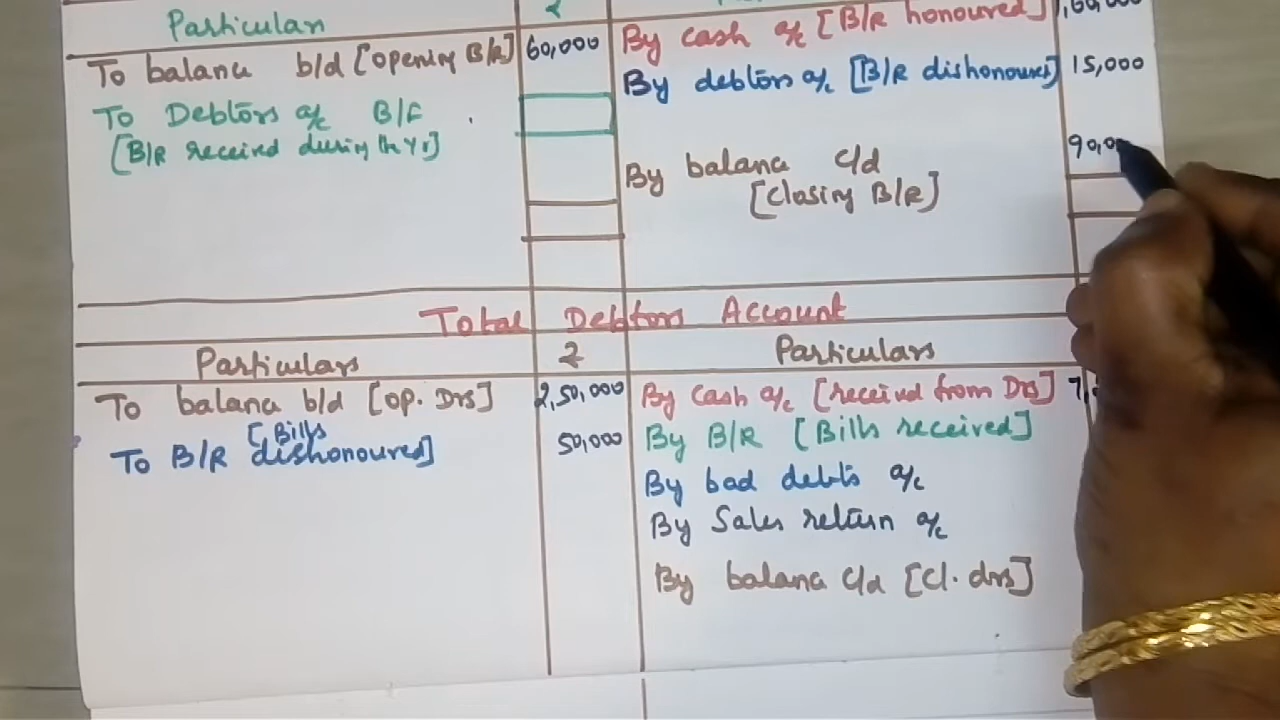 Particulars ₹
To balance b/d [opening B/R] 60,000 By cash a/c [B/R honoured]
By debtors a/c [B/R dishonoured] 15,000
To Debtors a/c B/F
[B/R received during the Yr]
By balance c/d
[Closing B/R]
Total Debtors Account
Particulars ₹ Particulars
To balance b/d [op. Drs] 2,50,000 By cash a/c [received from Drs]
To B/R [Bills dishonoured] 50,000 By B/R [Bills received]
By bad debts a/c
By Sales return a/c
By balance c/d [Cl. drs]